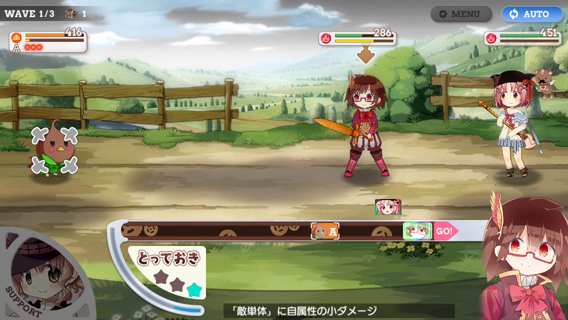 WAVE 1/3
1
MENU
AUTO
416
A
286
451
A
GO!
とっておき
SUPPORT
「敵単体」に自属性の小ダメージ